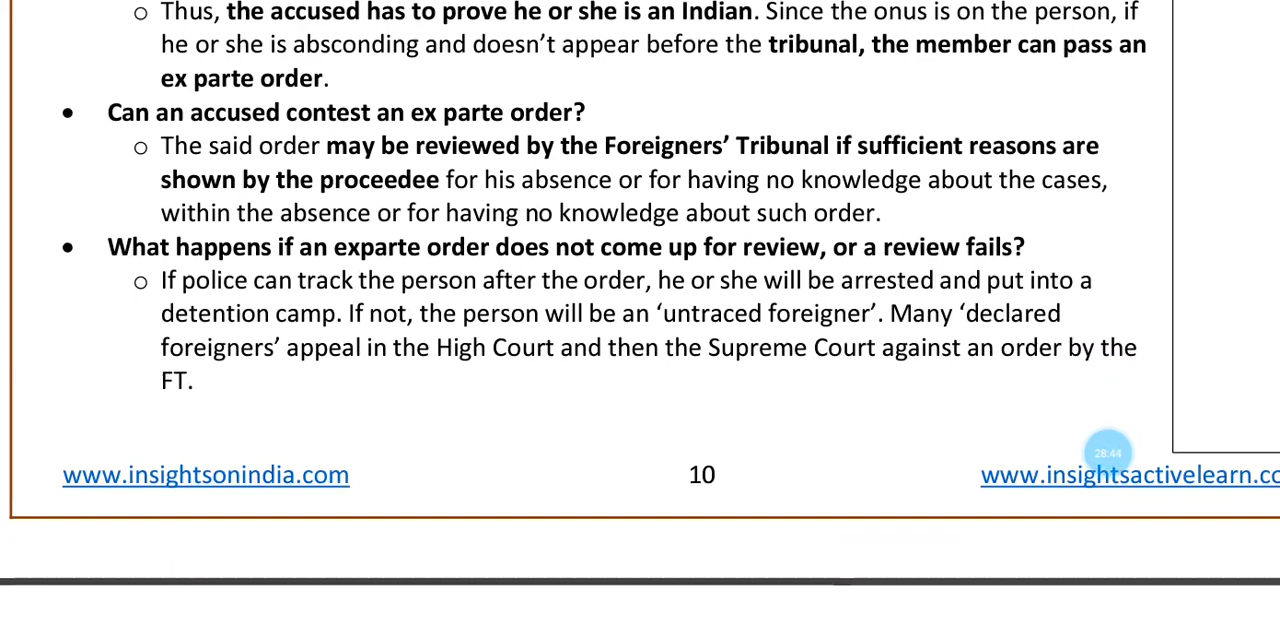 o Thus, the accused has to prove he or she is an Indian. Since the onus is on the person, if
he or she is absconding and doesn’t appear before the tribunal, the member can pass an
ex parte order.
• Can an accused contest an ex parte order?
o The said order may be reviewed by the Foreigners’ Tribunal if sufficient reasons are
shown by the proceedee for his absence or for having no knowledge about the cases,
within the absence or for having no knowledge about such order.
• What happens if an exparte order does not come up for review, or a review fails?
o If police can track the person after the order, he or she will be arrested and put into a
detention camp. If not, the person will be an ‘untraced foreigner’. Many ‘declared
foreigners’ appeal in the High Court and then the Supreme Court against an order by the
FT.
28:44
www.insightsonindia.com 10 www.insightsactivelearn.cc